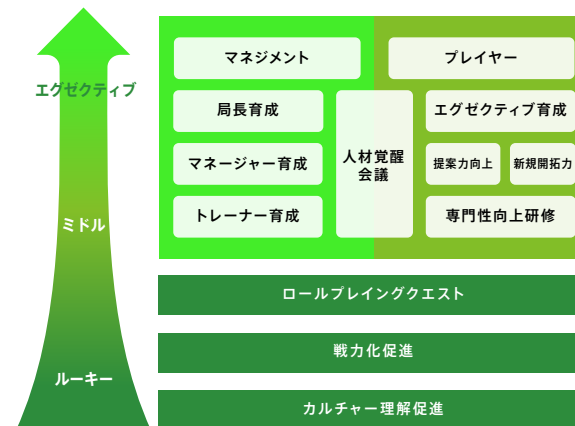 エグゼクティブ
ミドル
ルーキー
マネジメント
プレイヤー
局長育成
マネージャー育成
トレーナー育成
人材覚醒
会議
エグゼクティブ育成
提案力向上
新規開拓力
専門性向上研修
ロールプレイングクエスト
戦力化促進
カルチャー理解促進